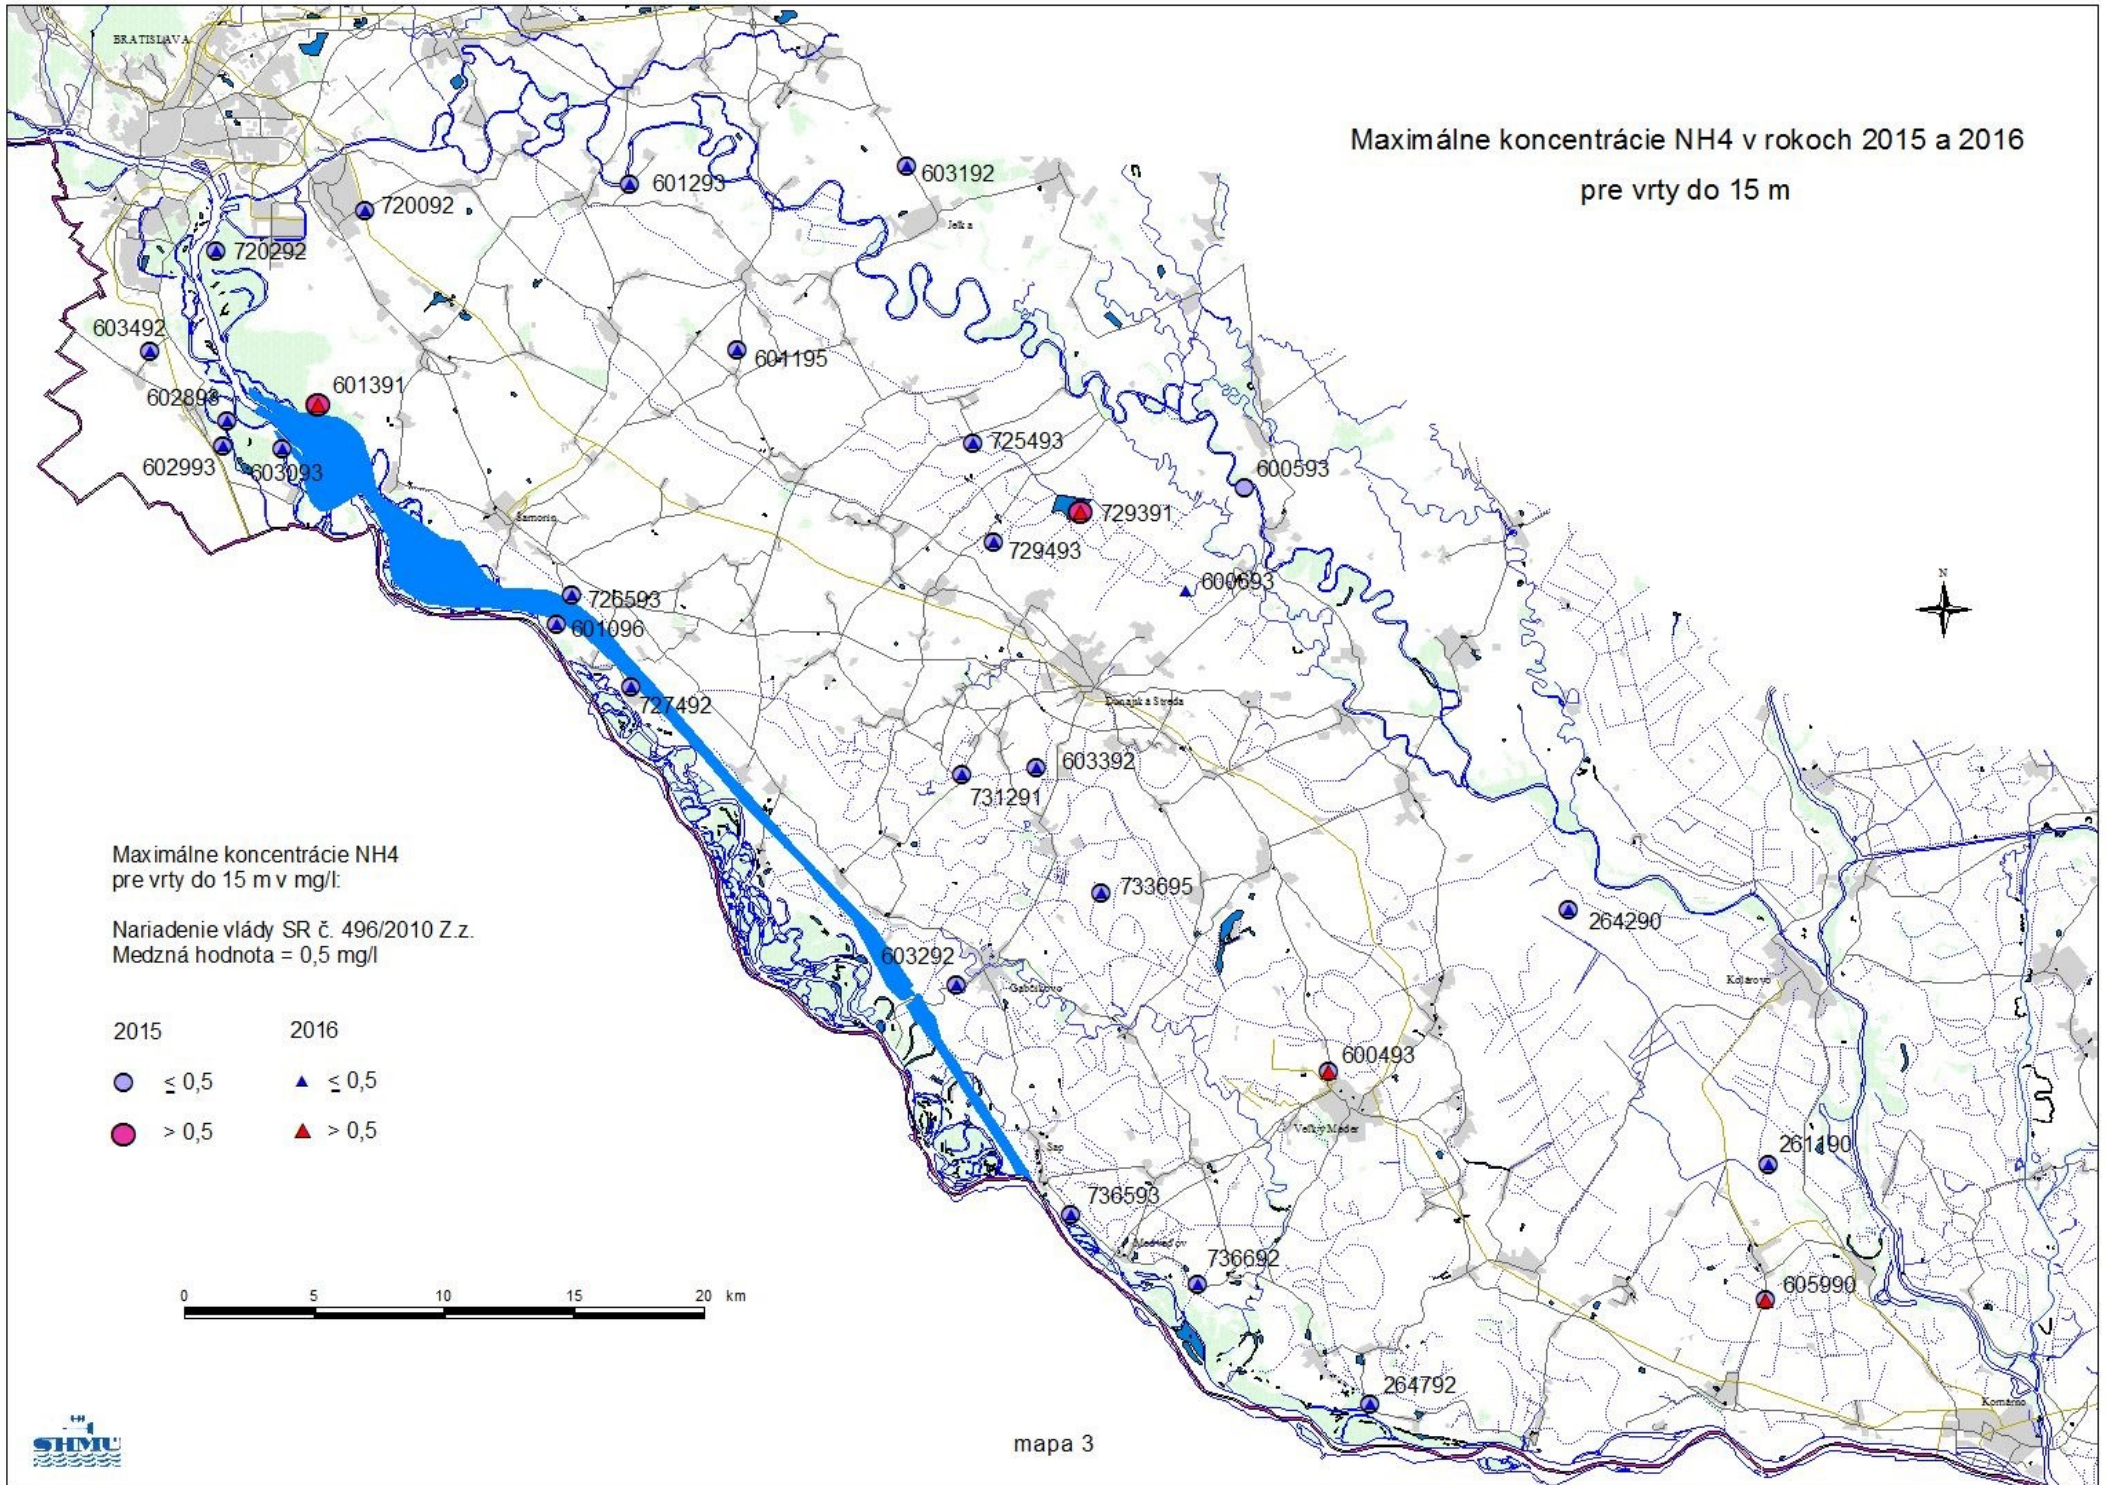 BRATISLAVA
Maximálne koncentrácie NH4 v rokoch 2015 a 2016
pre vrty do 15 m
603192
601293
720092
Jelka
720292
603492
601195
601391
602893
725493
602993
603093
600593
729391
Šamorín
729493
600693
N
726593
601096
727492
Dunajská Streda
603392
731291
Maximálne koncentrácie NH4
pre vrty do 15 m v mg/l:
733695
264290
Nariadenie vlády SR č. 496/2010 Z.z.
Medzná hodnota = 0,5 mg/l
603292
Gabčíkovo
Kolárovo
2015 2016
≤ 0,5 ≤ 0,5
> 0,5 > 0,5
600493
Veľký Meder
261190
Sap
736593
Medveďov
736692
605990
0 5 10 15 20 km
264792
Komárno
SHMÚ
mapa 3